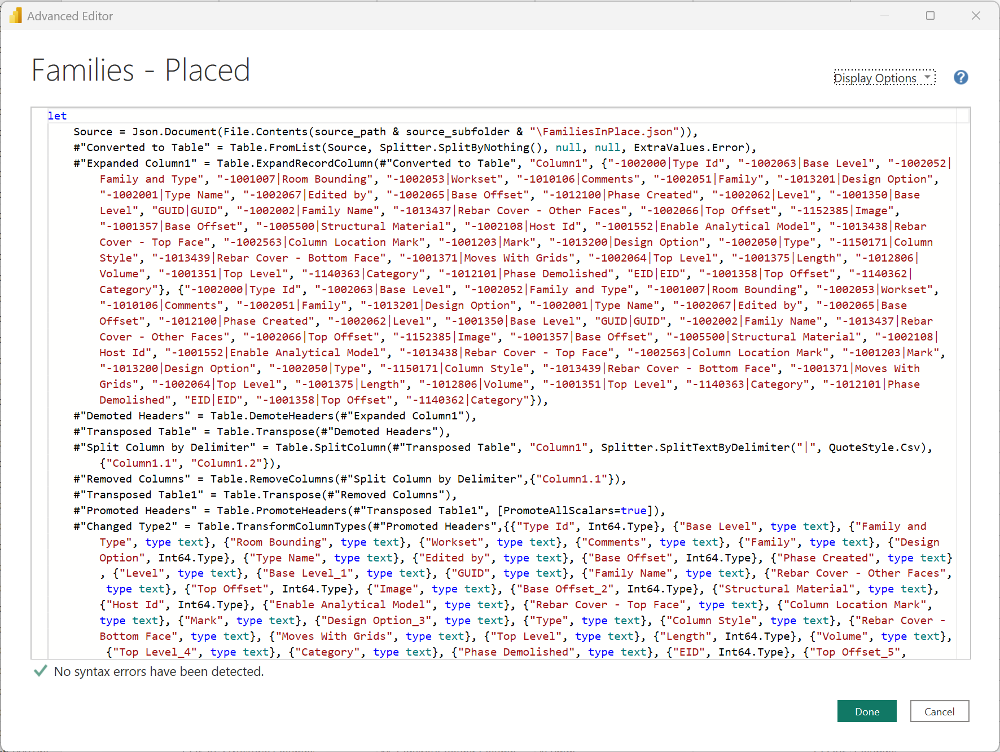 Advanced Editor
Families - Placed
Display Options
?
let
Source = Json.Document(File.Contents(source_path & source_subfolder & "\FamiliesInPlace.json")),
#"Converted to Table" = Table.FromList(Source, Splitter.SplitByNothing(), null, null, ExtraValues.Error),
#"Expanded Column1" = Table.ExpandRecordColumn(#"Converted to Table", "Column1", {"-1002000|Type Id", "-1002063|Base Level", "-1002052|
Family and Type", "-1001007|Room Bounding", "-1002053|Workset", "-1010106|Comments", "-1002051|Family", "-1013201|Design Option",
"-1002001|Type Name", "-1002067|Edited by", "-1002065|Base Offset", "-1012100|Phase Created", "-1002062|Level", "-1001350|Base
Level", "GUID|GUID", "-1002002|Family Name", "-1013437|Rebar Cover - Other Faces", "-1002066|Top Offset", "-1152385|Image",
"-1001357|Base Offset", "-1005500|Structural Material", "-1002108|Host Id", "-1001552|Enable Analytical Model", "-1013438|Rebar
Cover - Top Face", "-1002563|Column Location Mark", "-1001203|Mark", "-1013200|Design Option", "-1002050|Type", "-1150171|Column
Style", "-1013439|Rebar Cover - Bottom Face", "-1001371|Moves With Grids", "-1002064|Top Level", "-1001375|Length", "-1012806|
Volume", "-1001351|Top Level", "-1140363|Category", "-1012101|Phase Demolished", "EID|EID", "-1001358|Top Offset", "-1140362|
Category"}, {"-1002000|Type Id", "-1002063|Base Level", "-1002052|Family and Type", "-1001007|Room Bounding", "-1002053|Workset",
"-1010106|Comments", "-1002051|Family", "-1013201|Design Option", "-1002001|Type Name", "-1002067|Edited by", "-1002065|Base
Offset", "-1012100|Phase Created", "-1002062|Level", "-1001350|Base Level", "GUID|GUID", "-1002002|Family Name", "-1013437|Rebar
Cover - Other Faces", "-1002066|Top Offset", "-1152385|Image", "-1001357|Base Offset", "-1005500|Structural Material", "-1002108|
Host Id", "-1001552|Enable Analytical Model", "-1013438|Rebar Cover - Top Face", "-1002563|Column Location Mark", "-1001203|Mark",
"-1013200|Design Option", "-1002050|Type", "-1150171|Column Style", "-1013439|Rebar Cover - Bottom Face", "-1001371|Moves With
Grids", "-1002064|Top Level", "-1001375|Length", "-1012806|Volume", "-1001351|Top Level", "-1140363|Category", "-1012101|Phase
Demolished", "EID|EID", "-1001358|Top Offset", "-1140362|Category"}),
#"Demoted Headers" = Table.DemoteHeaders(#"Expanded Column1"),
#"Transposed Table" = Table.Transpose(#"Demoted Headers"),
#"Split Column by Delimiter" = Table.SplitColumn(#"Transposed Table", "Column1", Splitter.SplitTextByDelimiter("|", QuoteStyle.Csv),
{"Column1.1", "Column1.2"}),
#"Removed Columns" = Table.RemoveColumns(#"Split Column by Delimiter",{"Column1.1"}),
#"Transposed Table1" = Table.Transpose(#"Removed Columns"),
#"Promoted Headers" = Table.PromoteHeaders(#"Transposed Table1", [PromoteAllScalars=true]),
#"Changed Type2" = Table.TransformColumnTypes(#"Promoted Headers",{{"Type Id", Int64.Type}, {"Base Level", type text}, {"Family and
Type", type text}, {"Room Bounding", type text}, {"Workset", type text}, {"Comments", type text}, {"Family", type text}, {"Design
Option", Int64.Type}, {"Type Name", type text}, {"Edited by", type text}, {"Base Offset", Int64.Type}, {"Phase Created", type text}
, {"Level", type text}, {"Base Level_1", type text}, {"GUID", type text}, {"Family Name", type text}, {"Rebar Cover - Other Faces",
type text}, {"Top Offset", Int64.Type}, {"Image", type text}, {"Base Offset_2", Int64.Type}, {"Structural Material", type text},
{"Host Id", Int64.Type}, {"Enable Analytical Model", type text}, {"Rebar Cover - Top Face", type text}, {"Column Location Mark",
type text}, {"Mark", type text}, {"Design Option_3", type text}, {"Type", type text}, {"Column Style", type text}, {"Rebar Cover -
Bottom Face", type text}, {"Moves With Grids", type text}, {"Top Level", type text}, {"Length", Int64.Type}, {"Volume", type text},
{"Top Level_4", type text}, {"Category", type text}, {"Phase Demolished", type text}, {"EID", Int64.Type}, {"Top Offset_5",
No syntax errors have been detected.
Done
Cancel